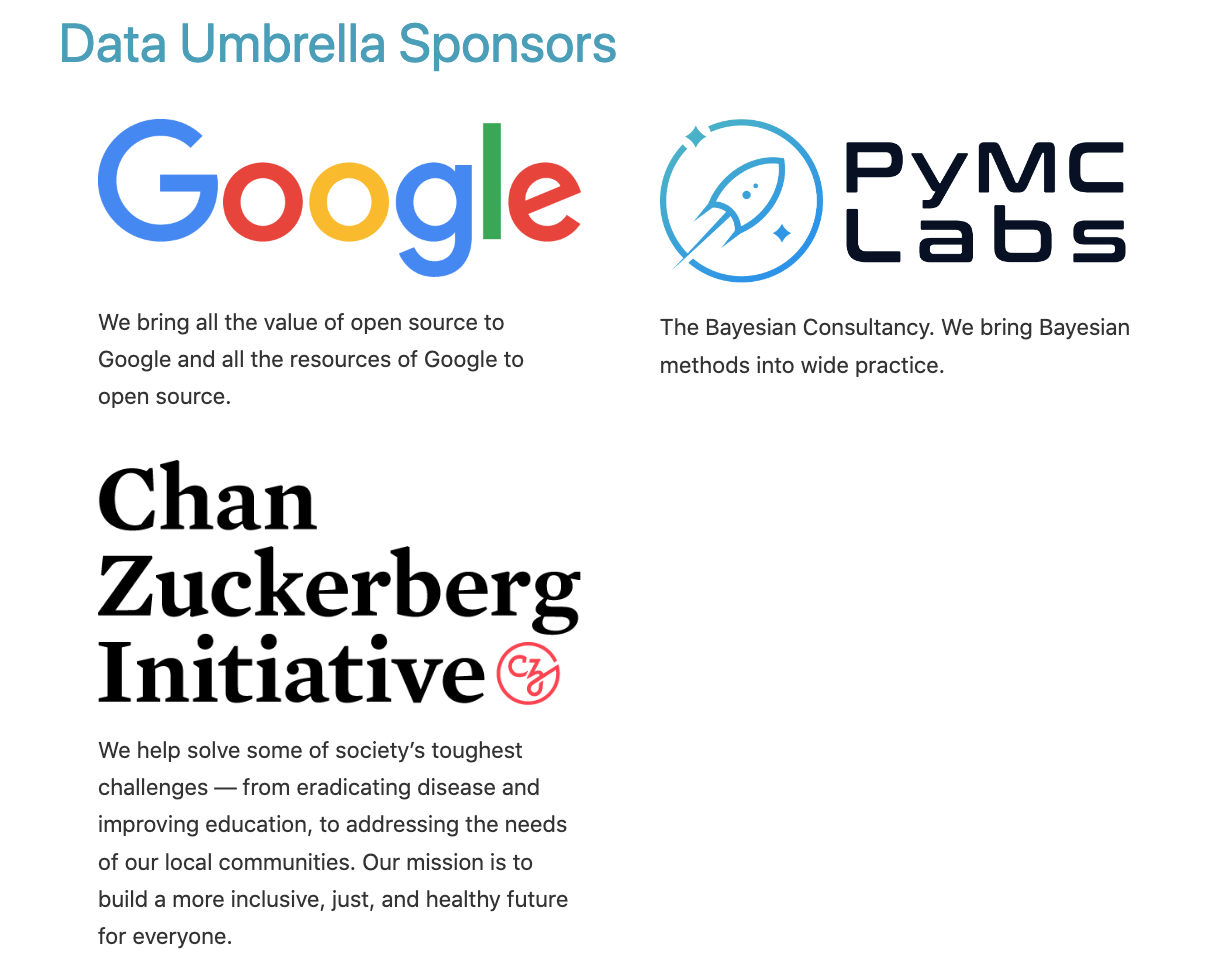 Data Umbrella Sponsors
Google
We bring all the value of open source to
Google and all the resources of Google to
open source.
PyMC
Labs
The Bayesian Consultancy. We bring Bayesian
methods into wide practice.
Chan
Zuckerberg
Initiative CZI
We help solve some of society’s toughest
challenges — from eradicating disease and
improving education, to addressing the needs
of our local communities. Our mission is to
build a more inclusive, just, and healthy future
for everyone.